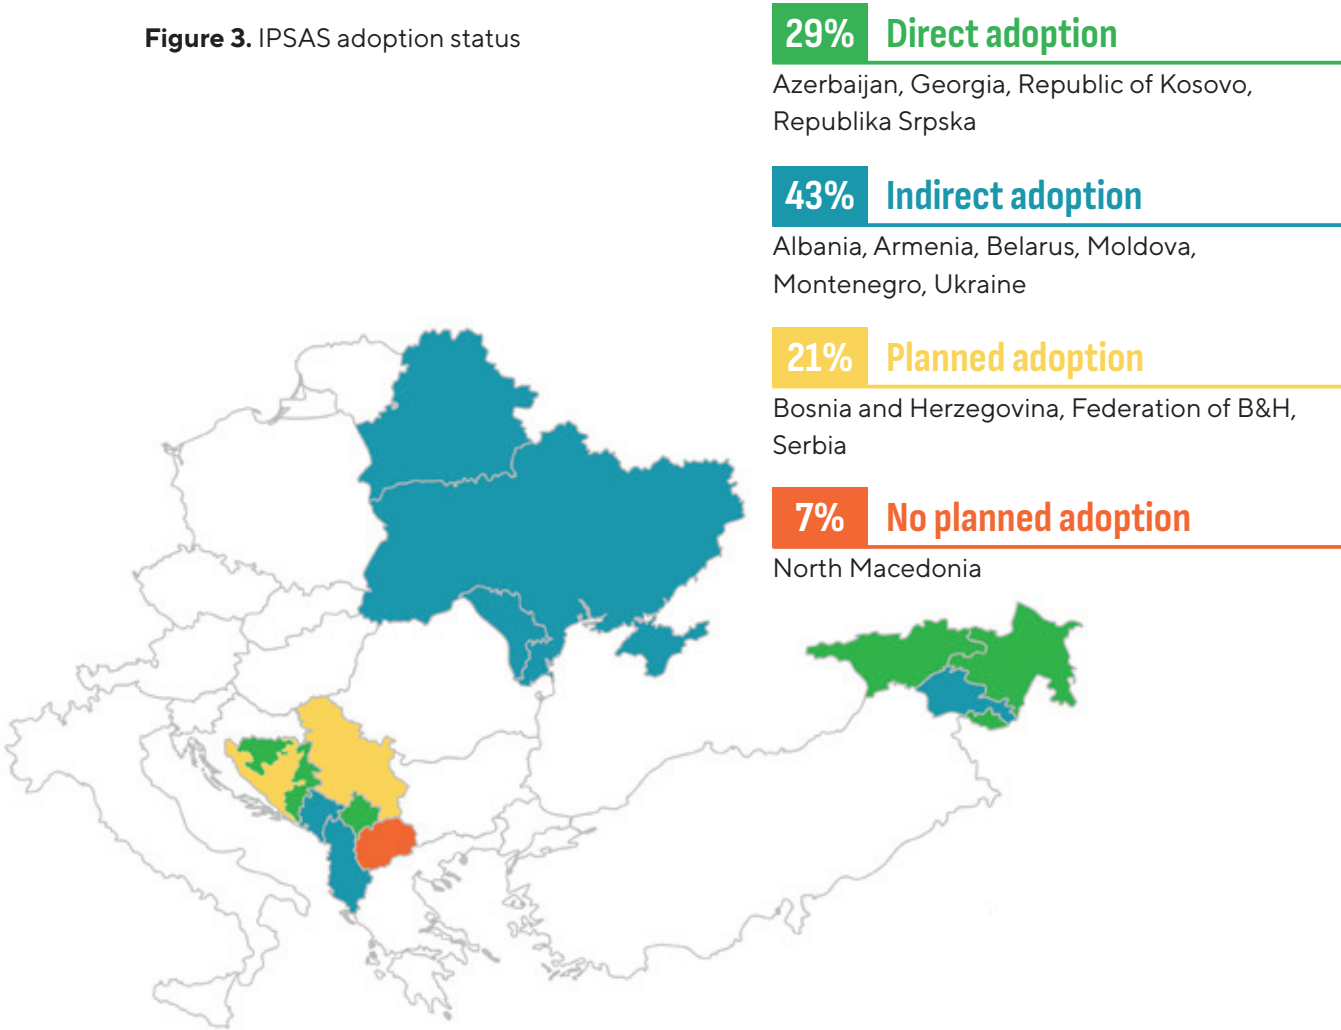 Figure 3. IPSAS adoption status
29% Direct adoption
Azerbaijan, Georgia, Republic of Kosovo,
Republika Srpska
43% Indirect adoption
Albania, Armenia, Belarus, Moldova,
Montenegro, Ukraine
21% Planned adoption
Bosnia and Herzegovina, Federation of B&H,
Serbia
7% No planned adoption
North Macedonia